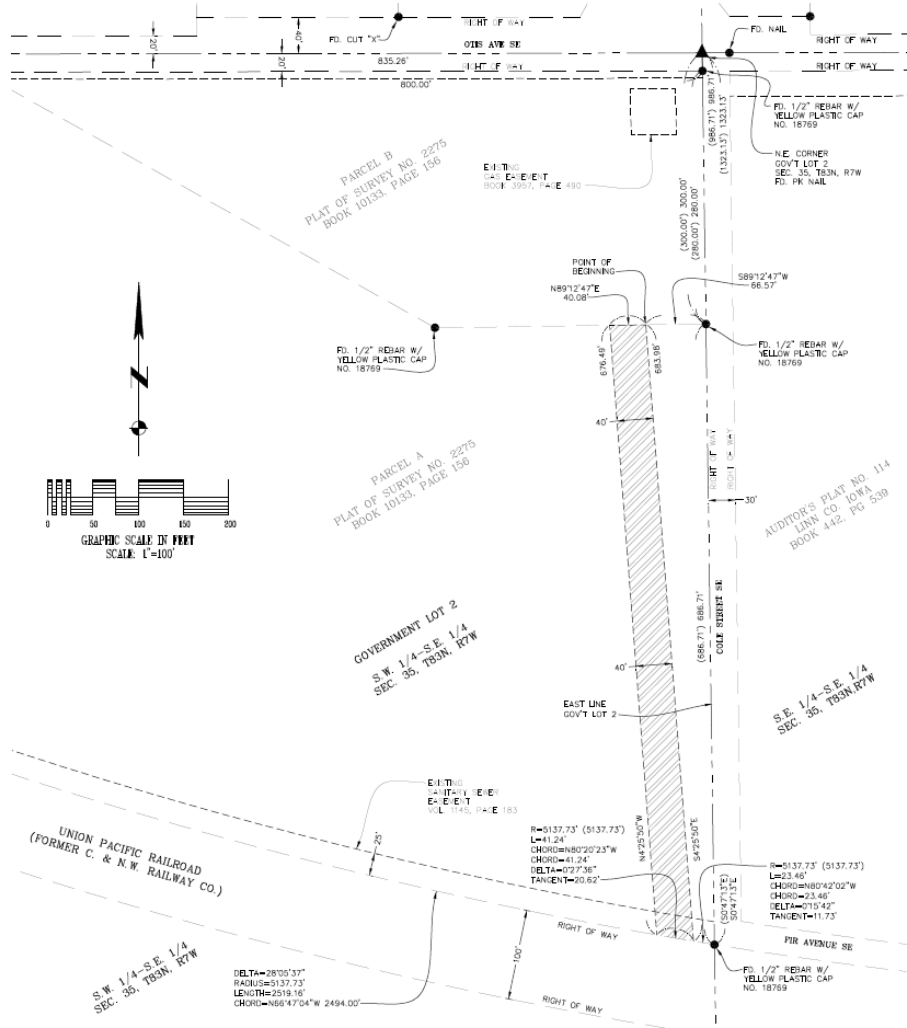 RIGHT OF WAY
40'
20'
FD. CUT "X"
OTIS AVE SE
FD. NAIL
RIGHT OF WAY
835.26'
20'
RIGHT OF WAY
RIGHT OF WAY
800.00'
(986.71') 986.71'
(1323.13') 1323.13'
FD. 1/2" REBAR W/
YELLOW PLASTIC CAP
NO. 18769
N.E. CORNER
GOV'T LOT 2
SEC. 35, T83N, R7W
FD. PK NAIL
PARCEL B
PLAT OF SURVEY NO. 2275
BOOK 10133, PAGE 156
EXISTING
GAS EASEMENT
BOOK 3957, PAGE 490
(300.00') 300.00'
(280.00') 280.00'
POINT OF
BEGINNING
N89°12'47"E
40.08'
S89°12'47"W
66.57'
FD. 1/2" REBAR W/
YELLOW PLASTIC CAP
NO. 18769
FD. 1/2" REBAR W/
YELLOW PLASTIC CAP
NO. 18769
676.49'
683.98'
N
40'
PARCEL A
PLAT OF SURVEY NO. 2275
BOOK 10133, PAGE 156
RIGHT OF WAY
RIGHT OF WAY
30'
AUDITOR'S PLAT NO. 114
LINN CO. IOWA
BOOK 442, PG 539
0 50 100 150 200
GRAPHIC SCALE IN FEET
SCALE: 1"=100'
GOVERNMENT LOT 2
S.W. 1/4-S.E. 1/4
SEC. 35, T83N, R7W
(686.71') 686.71'
COLE STREET SE
40'
EAST LINE
GOV'T LOT 2
S.E. 1/4-S.E. 1/4
SEC. 35, T83N,R7W
EXISTING
SANITARY SEWER
EASEMENT
VOL. 1145, PAGE 183
25'
UNION PACIFIC RAILROAD
(FORMER C. & N.W. RAILWAY CO.)
R=5137.73' (5137.73')
L=41.24'
CHORD=N80°20'23"W
CHORD=41.24'
DELTA=0°27'36"
TANGENT=20.62'
N4°25'50"W
S4°25'50"E
(S0°47'13"E)
S0°47'13"E
R=5137.73' (5137.73')
L=23.46'
CHORD=N80°42'02"W
CHORD=23.46'
DELTA=0°15'42"
TANGENT=11.73'
RIGHT OF WAY
FIR AVENUE SE
100'
S.W. 1/4-S.E. 1/4
SEC. 35, T83N, R7W
DELTA=28°05'37"
RADIUS=5137.73'
LENGTH=2519.16'
CHORD=N66°47'04"W 2494.00'
FD. 1/2" REBAR W/
YELLOW PLASTIC CAP
NO. 18769
RIGHT OF WAY